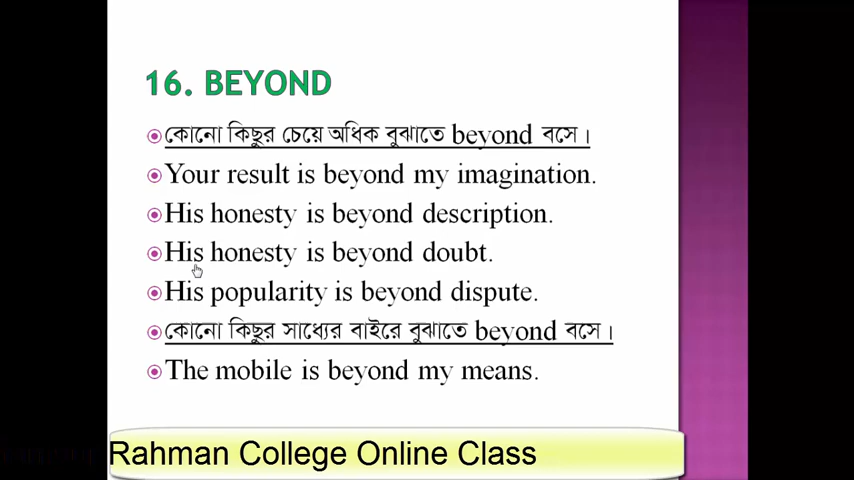 16. BEYOND
কোনো কিছুর চেয়ে অধিক বুঝাতে beyond বসে।
Your result is beyond my imagination.
His honesty is beyond description.
His honesty is beyond doubt.
His popularity is beyond dispute.
কোনো কিছুর সাধ্যের বাইরে বুঝাতে beyond বসে।
The mobile is beyond my means.
Rahman College Online Class